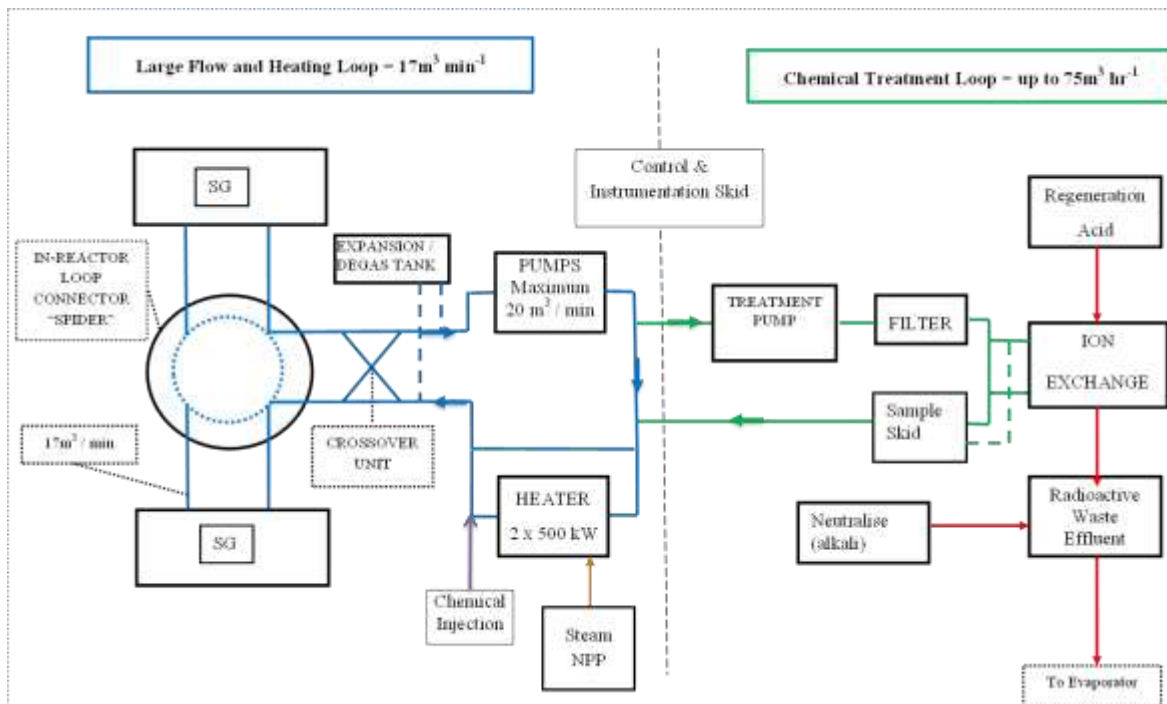 Large Flow and Heating Loop = 17m³ min⁻¹
Chemical Treatment Loop = up to 75m³ hr⁻¹
SG
Control &
Instrumentation Skid
Regeneration
Acid
IN-REACTOR
LOOP
CONNECTOR
"SPIDER"
EXPANSION /
DEGAS TANK
PUMPS
Maximum
20 m³ / min
TREATMENT
PUMP
FILTER
ION
EXCHANGE
Sample
Skid
17m³ / min
CROSSOVER
UNIT
HEATER
2 x 500 kW
SG
Neutralise
(alkali)
Radioactive
Waste
Effluent
Chemical
Injection
Steam
NPP
To Evaporator